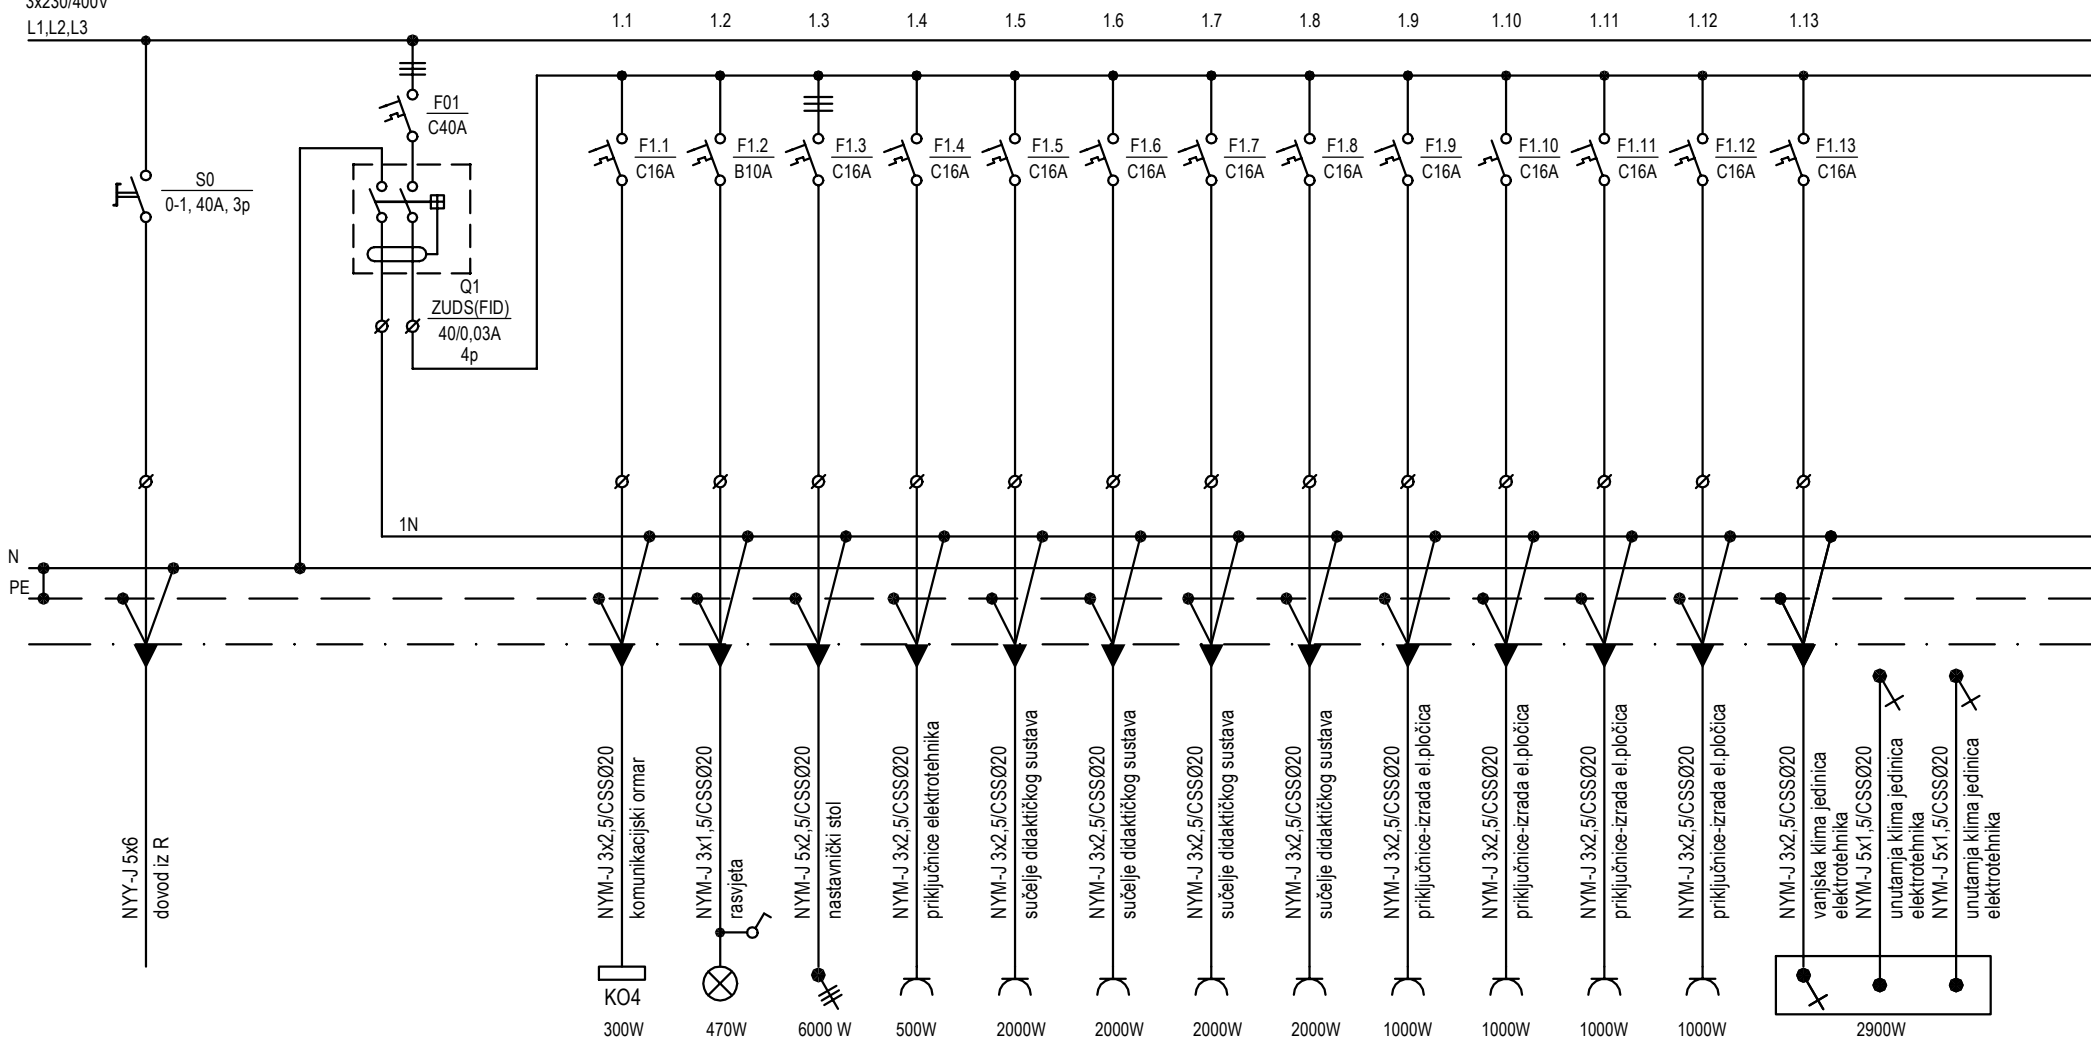 3x230/400V
L1,L2,L3
1.1
1.2
1.3
1.4
1.5
1.6
1.7
1.8
1.9
1.10
1.11
1.12
1.13
S0
0-1, 40A, 3p
F01
C40A
Q1
ZUDS(FID)
40/0,03A
4p
F1.1
C16A
F1.2
B10A
F1.3
C16A
F1.4
C16A
F1.5
C16A
F1.6
C16A
F1.7
C16A
F1.8
C16A
F1.9
C16A
F1.10
C16A
F1.11
C16A
F1.12
C16A
F1.13
C16A
1N
N
PE
NYY-J 5x6
dovod iz R
NYM-J 3x2,5/CSSØ20
komunikacijski ormar
NYM-J 3x1,5/CSSØ20
rasvjeta
NYM-J 5x2,5/CSSØ20
nastavnički stol
NYM-J 3x2,5/CSSØ20
priključnice elektrotehnika
NYM-J 3x2,5/CSSØ20
sučelje didaktičkog sustava
NYM-J 3x2,5/CSSØ20
sučelje didaktičkog sustava
NYM-J 3x2,5/CSSØ20
sučelje didaktičkog sustava
NYM-J 3x2,5/CSSØ20
sučelje didaktičkog sustava
NYM-J 3x2,5/CSSØ20
priključnice-izrada el.pločica
NYM-J 3x2,5/CSSØ20
priključnice-izrada el.pločica
NYM-J 3x2,5/CSSØ20
priključnice-izrada el.pločica
NYM-J 3x2,5/CSSØ20
priključnice-izrada el.pločica
NYM-J 3x2,5/CSSØ20
vanjska klima jedinica
elektrotehnika
NYM-J 5x1,5/CSSØ20
unutarnja klima jedinica
elektrotehnika
NYM-J 5x1,5/CSSØ20
unutarnja klima jedinica
elektrotehnika
KO4
300W
470W
6000 W
500W
2000W
2000W
2000W
2000W
1000W
1000W
1000W
1000W
2900W